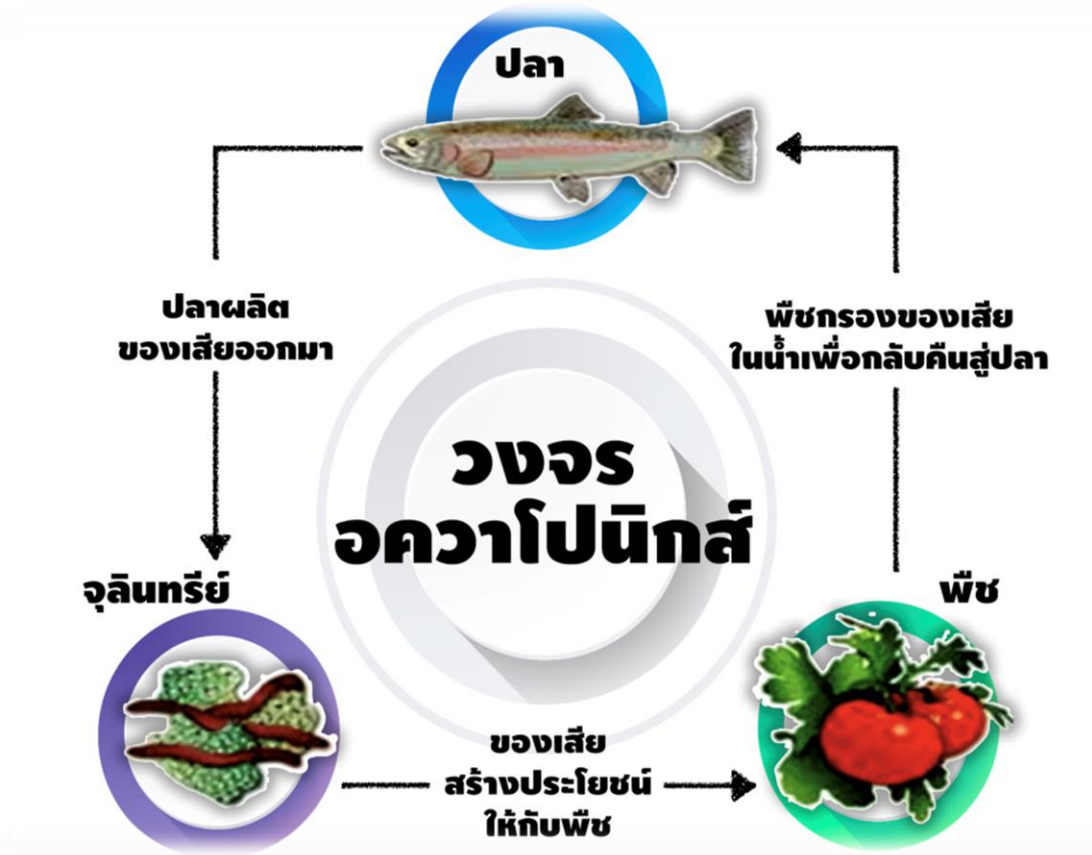 ปลา
ปลาผลิต
ของเสียออกมา
พืชกรองของเสีย
ในน้ำเพื่อกลับคืนสู่ปลา
วงจร
อควาโปนิกส์
จุลินทรีย์
พืช
ของเสีย
สร้างประโยชน์
ให้กับพืช